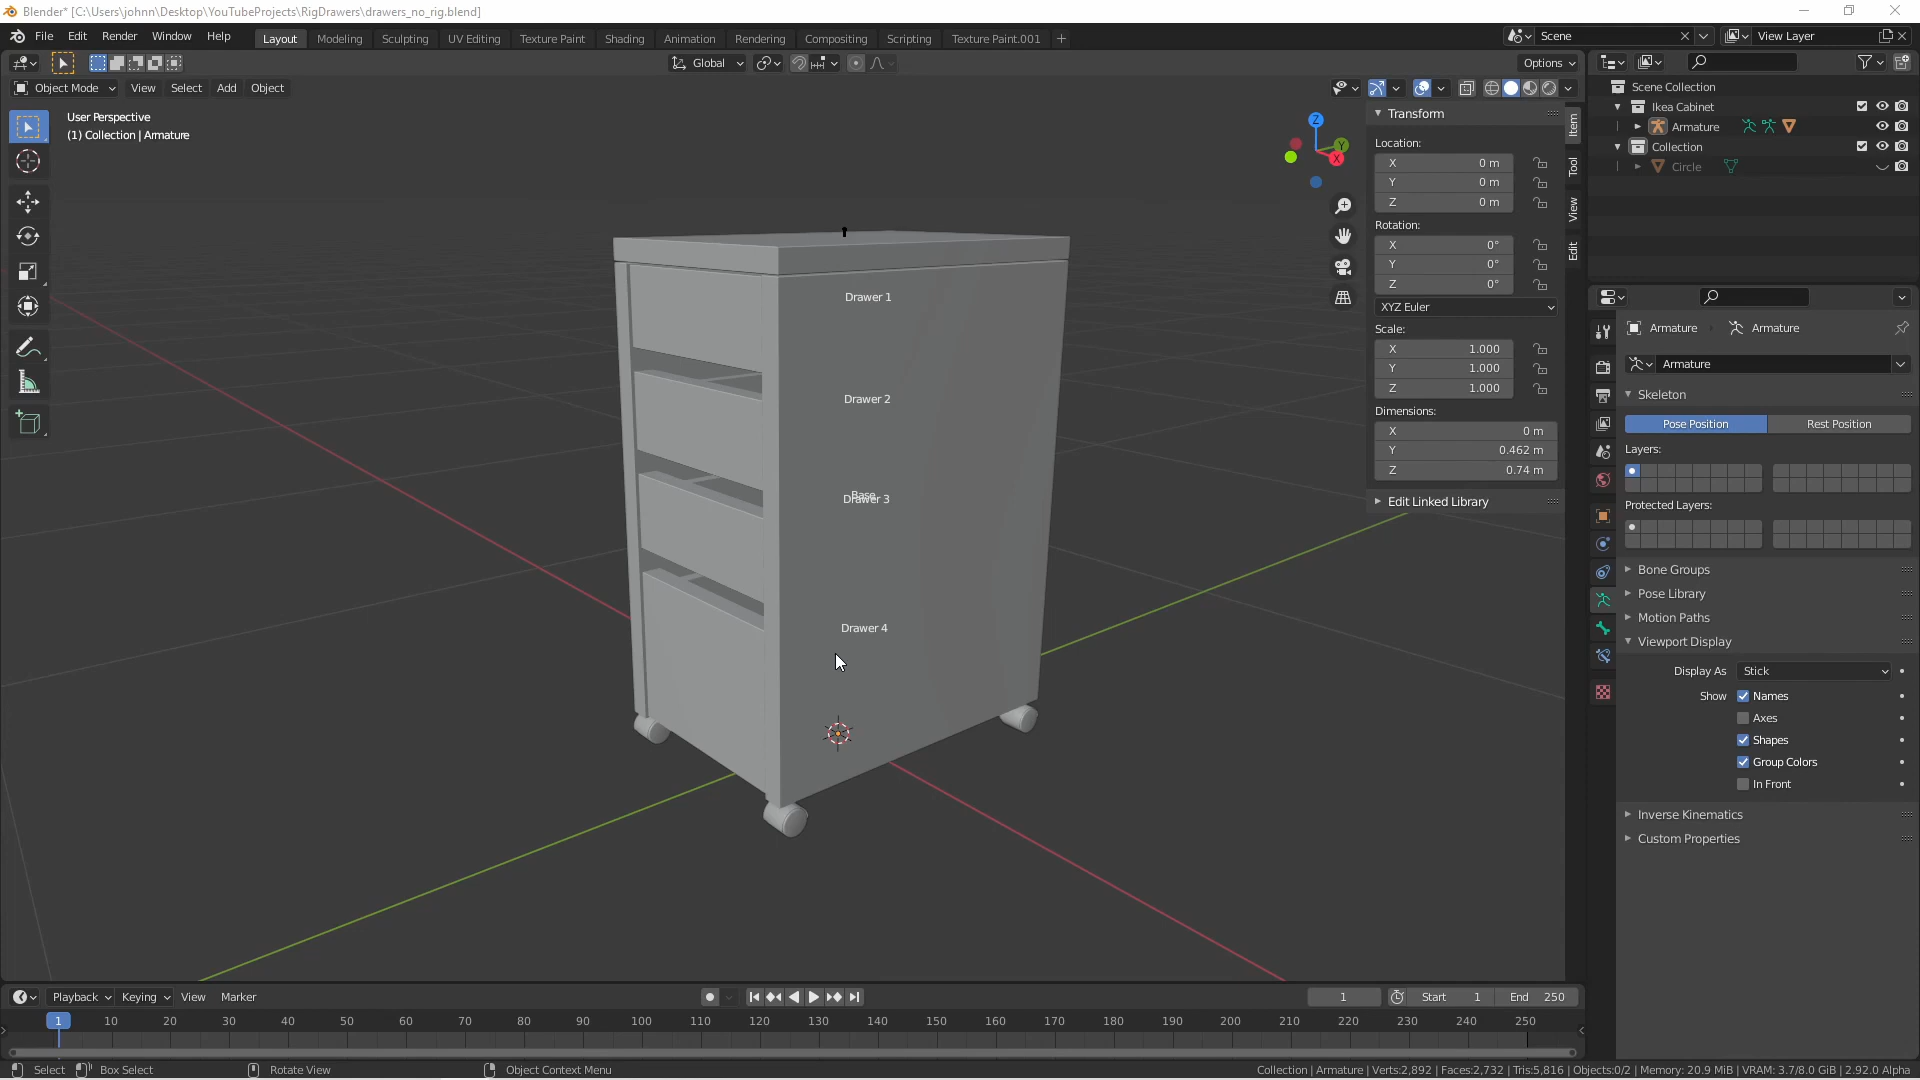 Blender* [C:\Users\johnn\Desktop\YouTubeProjects\RigDrawers\drawers_no_rig.blend]
File Edit Render Window Help Layout Modeling Sculpting UV Editing Texture Paint Shading Animation Rendering Compositing Scripting Texture Paint.001 + Scene View Layer
Global Options
Object Mode View Select Add Object
User Perspective
(1) Collection | Armature
Drawer 1
Drawer 2
Base
Drawer 3
Drawer 4
Z
Y
X
Transform
Location:
X 0 m
Y 0 m
Z 0 m
Rotation:
X 0°
Y 0°
Z 0°
XYZ Euler
Scale:
X 1.000
Y 1.000
Z 1.000
Dimensions:
X 0 m
Y 0.462 m
Z 0.74 m
Edit Linked Library
Item
Tool
View
Edit
Scene Collection
Ikea Cabinet
Armature
Collection
Circle
Armature Armature
Armature
Skeleton
Pose Position Rest Position
Layers:
Protected Layers:
Bone Groups
Pose Library
Motion Paths
Viewport Display
Display As Stick
Show Names
Axes
Shapes
Group Colors
In Front
Inverse Kinematics
Custom Properties
Playback Keying View Marker 1 Start 1 End 250
1 10 20 30 40 50 60 70 80 90 100 110 120 130 140 150 160 170 180 190 200 210 220 230 240 250
Select Box Select Rotate View Object Context Menu Collection | Armature | Verts:2,892 | Faces:2,732 | Tris:5,816 | Objects:0/2 | Memory: 20.9 MiB | VRAM: 3.7/8.0 GiB | 2.92.0 Alpha